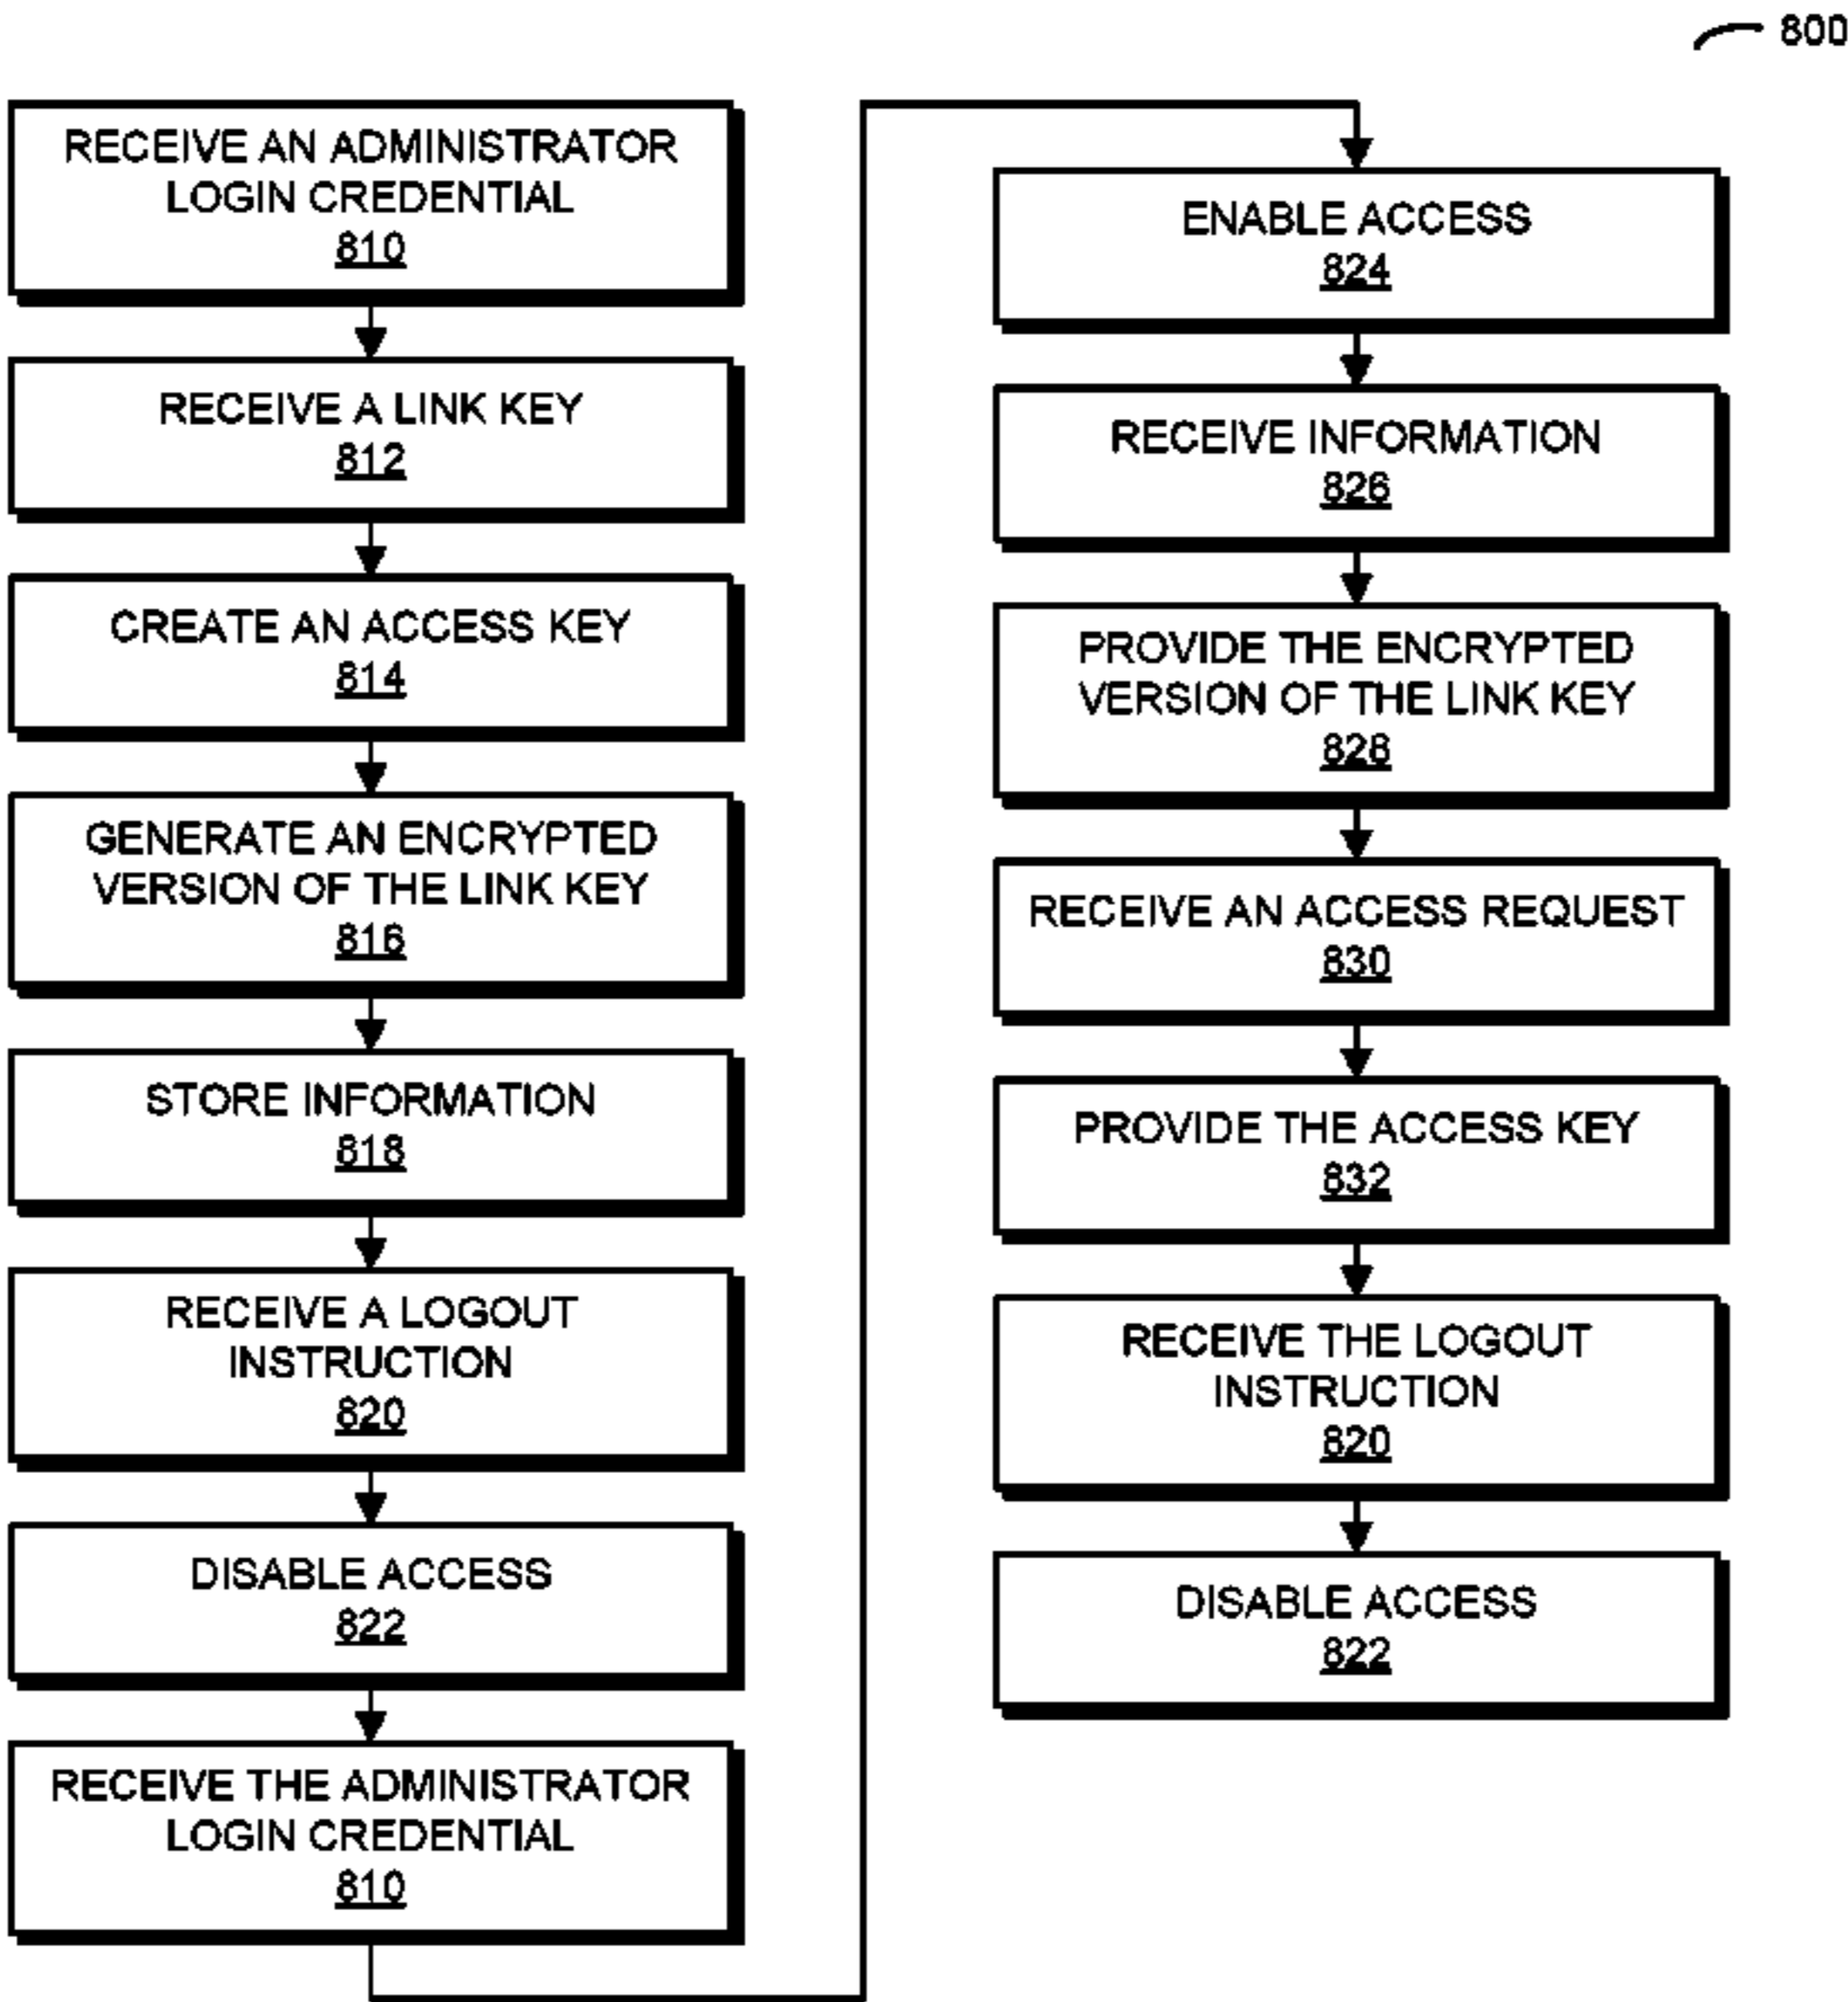 800
RECEIVE AN ADMINISTRATOR
LOGIN CREDENTIAL
810
RECEIVE A LINK KEY
812
CREATE AN ACCESS KEY
814
GENERATE AN ENCRYPTED
VERSION OF THE LINK KEY
816
STORE INFORMATION
818
RECEIVE A LOGOUT
INSTRUCTION
820
DISABLE ACCESS
822
RECEIVE THE ADMINISTRATOR
LOGIN CREDENTIAL
810
ENABLE ACCESS
824
RECEIVE INFORMATION
826
PROVIDE THE ENCRYPTED
VERSION OF THE LINK KEY
828
RECEIVE AN ACCESS REQUEST
830
PROVIDE THE ACCESS KEY
832
RECEIVE THE LOGOUT
INSTRUCTION
820
DISABLE ACCESS
822